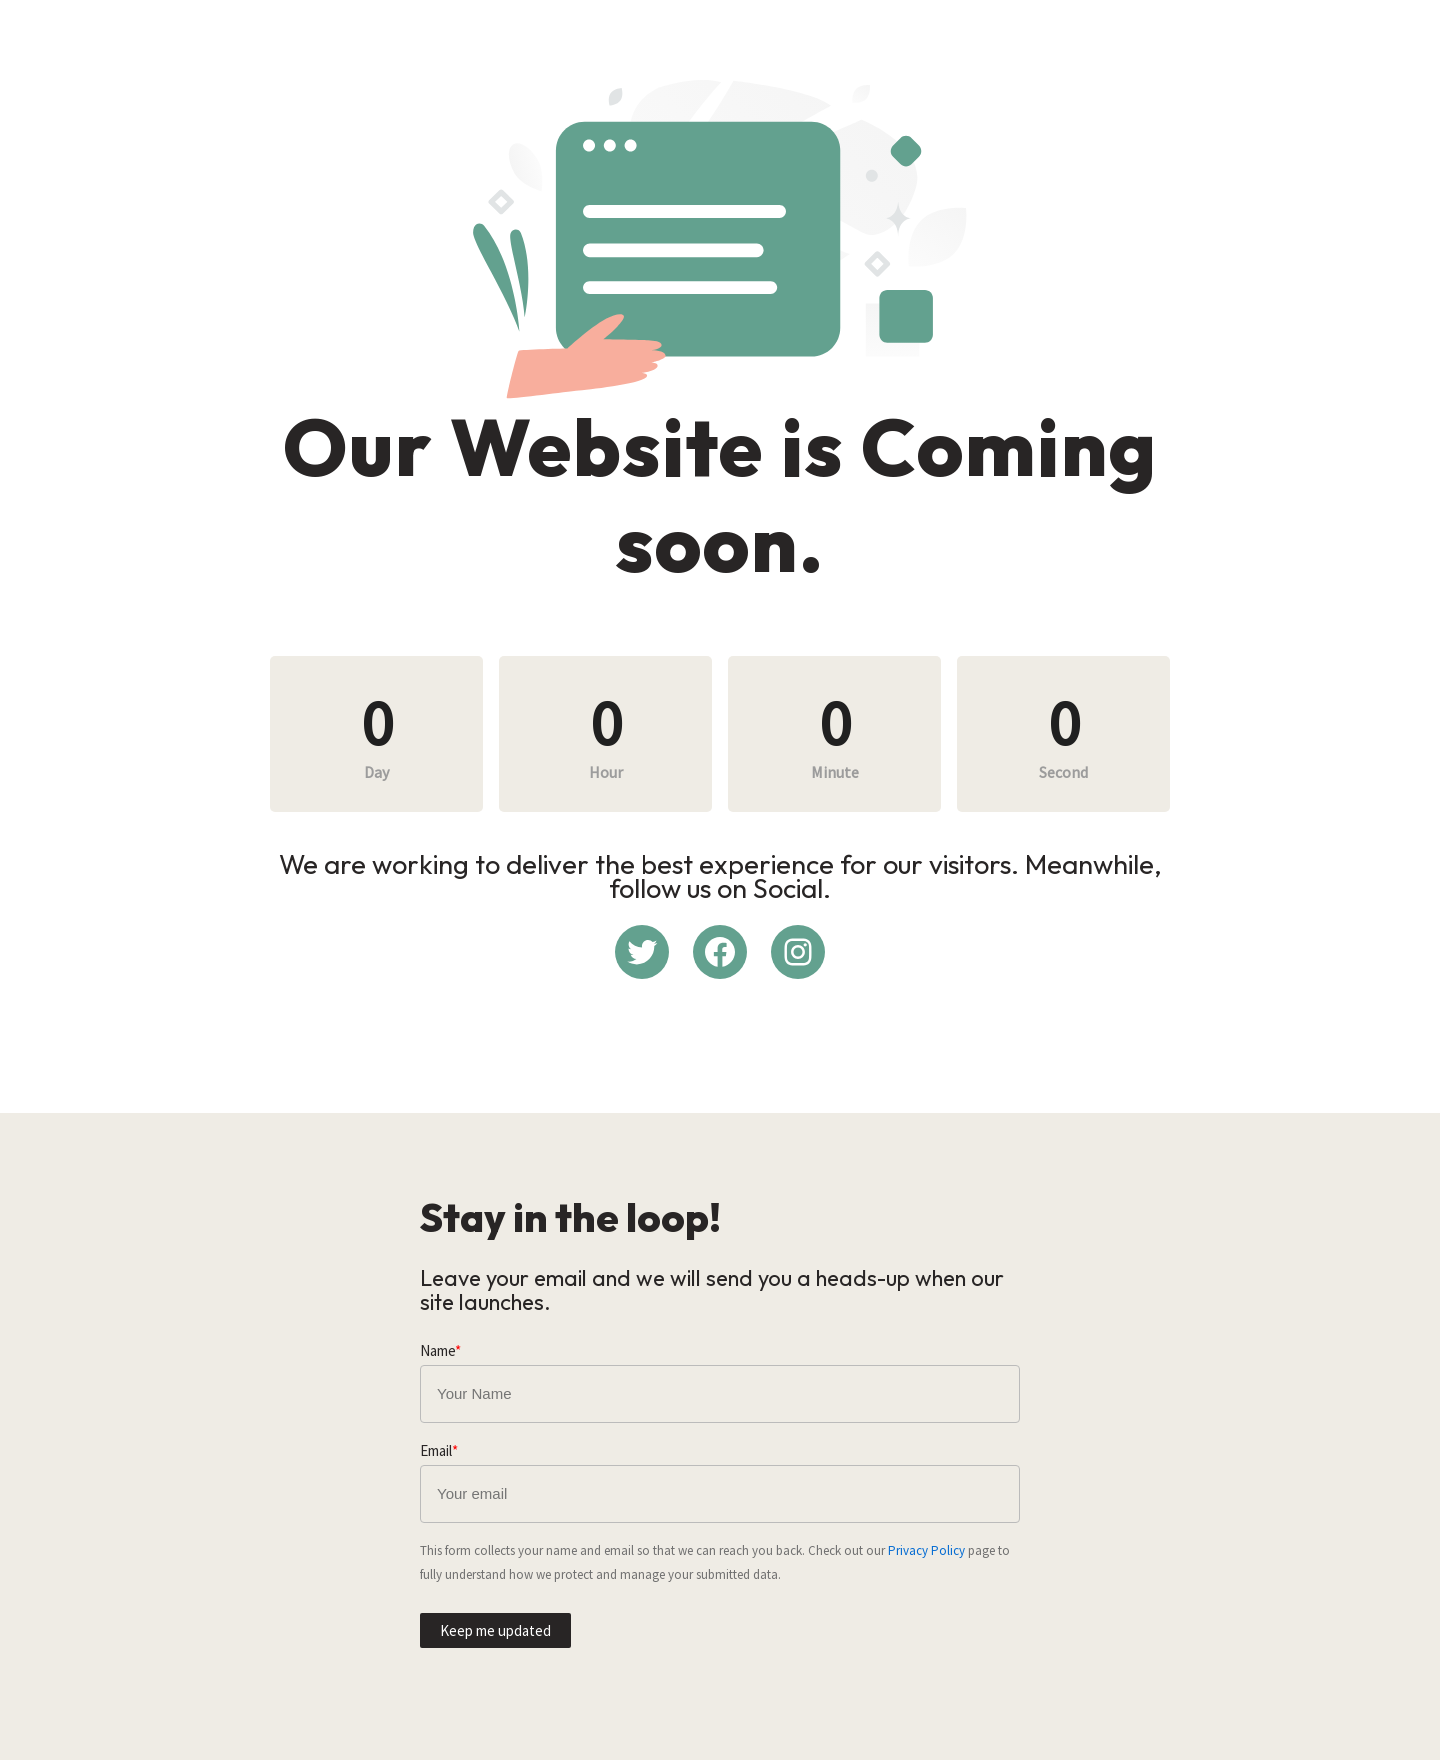 Our Website is Coming
soon.
0
Day
0
Hour
0
Minute
0
Second
We are working to deliver the best experience for our visitors. Meanwhile,
follow us on Social.
Stay in the loop!
Leave your email and we will send you a heads-up when our
site launches.
Name*
Your Name
Email*
Your email
This form collects your name and email so that we can reach you back. Check out our Privacy Policy page to
fully understand how we protect and manage your submitted data.
Keep me updated